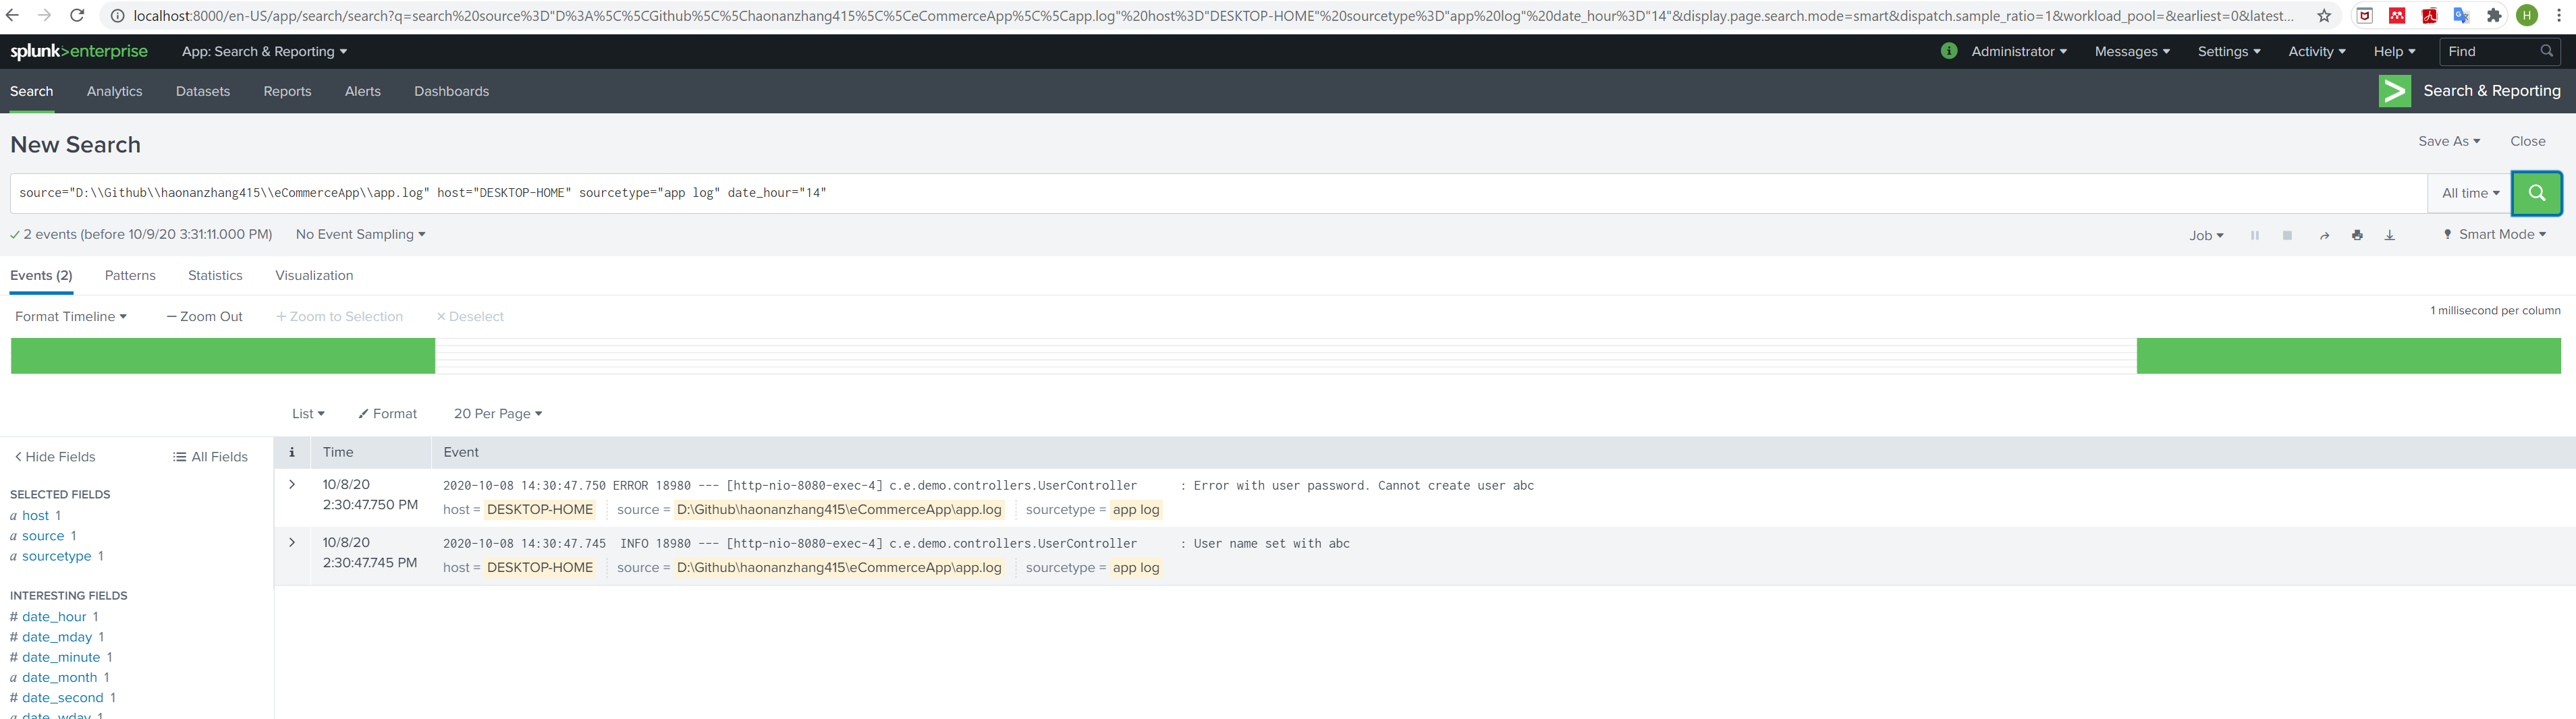 localhost:8000/en-US/app/search/search?q=search%20source%3D"D%3A%5C%5CGithub%5C%5Chaonanzhang415%5C%5CeCommerceApp%5C%5Capp.log"%20host%3D"DESKTOP-HOME"%20sourcetype%3D"app%20log"%20date_hour%3D"14"&display.page.search.mode=smart&dispatch.sample_ratio=1&workload_pool=&earliest=0&latest... H
splunk>enterprise App: Search & Reporting Administrator Messages Settings Activity Help Find
Search Analytics Datasets Reports Alerts Dashboards Search & Reporting
New Search Save As Close
source="D:\\Github\\haonanzhang415\\eCommerceApp\\app.log" host="DESKTOP-HOME" sourcetype="app log" date_hour="14" All time
2 events (before 10/9/20 3:31:11.000 PM) No Event Sampling Job Smart Mode
Events (2) Patterns Statistics Visualization
Format Timeline — Zoom Out + Zoom to Selection × Deselect 1 millisecond per column
List Format 20 Per Page
< Hide Fields All Fields i Time Event
SELECTED FIELDS
a host 1
a source 1
a sourcetype 1
INTERESTING FIELDS
# date_hour 1
# date_mday 1
# date_minute 1
a date_month 1
# date_second 1
a date_wday 1
> 10/8/20 2020-10-08 14:30:47.750 ERROR 18980 --- [http-nio-8080-exec-4] c.e.demo.controllers.UserController : Error with user password. Cannot create user abc
2:30:47.750 PM host = DESKTOP-HOME source = D:\Github\haonanzhang415\eCommerceApp\app.log sourcetype = app log
> 10/8/20 2020-10-08 14:30:47.745 INFO 18980 --- [http-nio-8080-exec-4] c.e.demo.controllers.UserController : User name set with abc
2:30:47.745 PM host = DESKTOP-HOME source = D:\Github\haonanzhang415\eCommerceApp\app.log sourcetype = app log